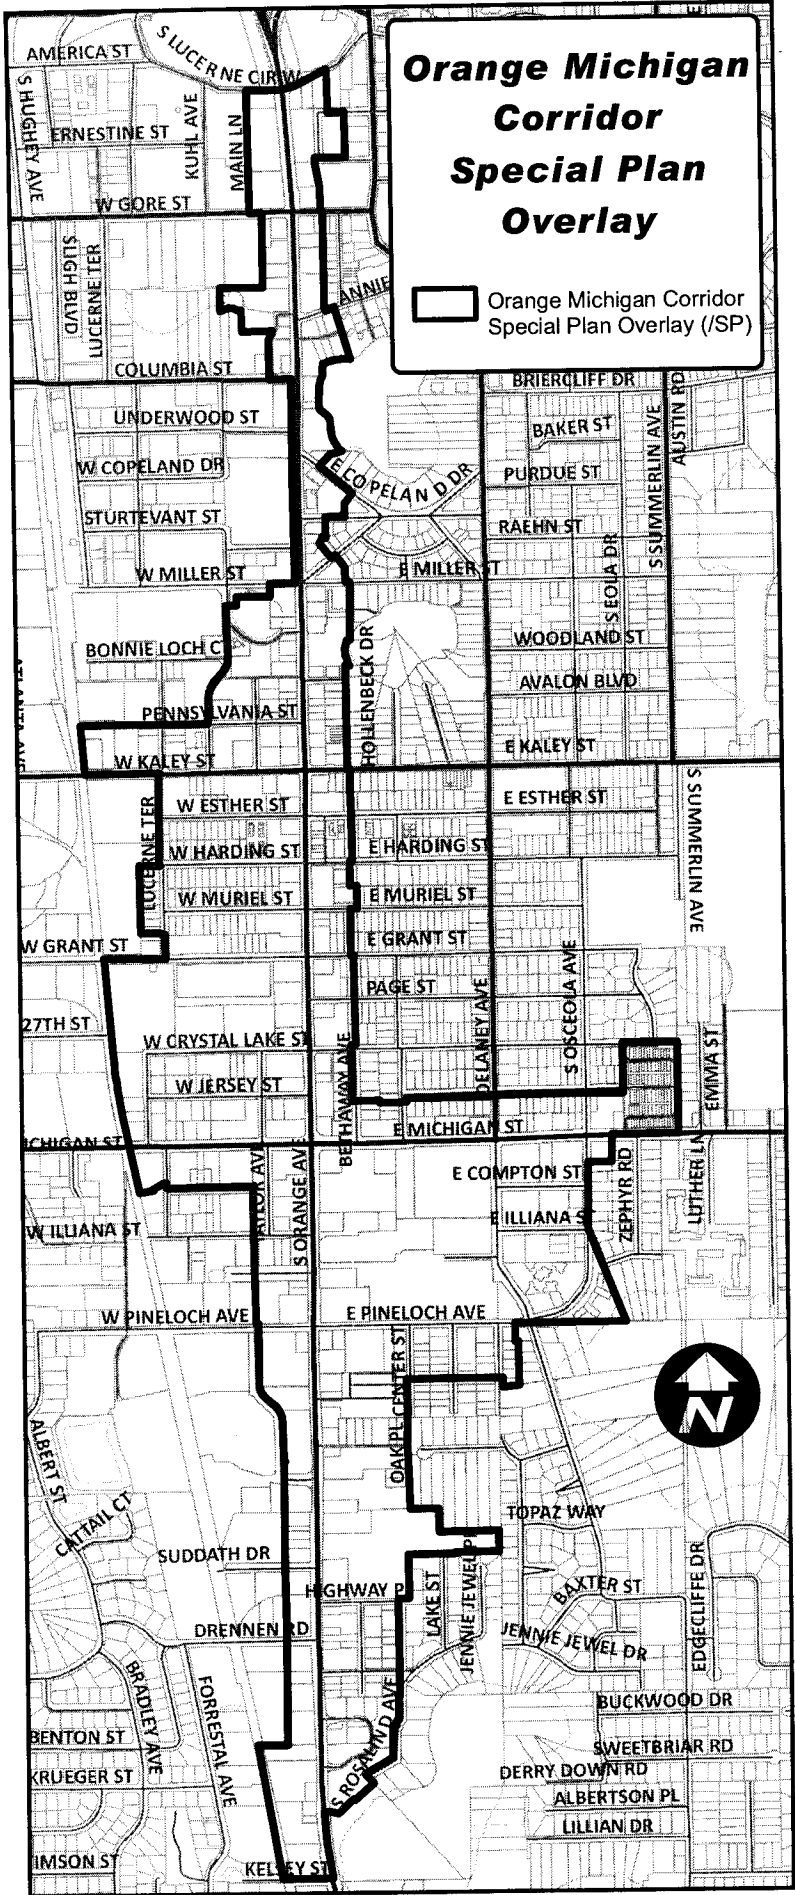 Orange Michigan
Corridor
Special Plan
Overlay
Orange Michigan Corridor
Special Plan Overlay (/SP)
AMERICA ST
S LUCERNE CIR W
S HUGHEY AVE
ERNESTINE ST
KUHL AVE
MAIN LN
W GORE ST
SLIGH BLVD
LUCERNE TER
ANNIE
COLUMBIA ST
BRIERCLIFF DR
UNDERWOOD ST
BAKER ST
S SUMMERLIN AVE
AUSTIN RD
W COPELAND DR
E COPELAND DR
PURDUE ST
STURTEVANT ST
RAEHN ST
W MILLER ST
E MILLER ST
S EOLA DR
BONNIE LOCH CT
HOLLENBECK DR
WOODLAND ST
ATLANTA AVE
AVALON BLVD
PENNSYLVANIA ST
W KALEY ST
E KALEY ST
LUCERNE TER
W ESTHER ST
E ESTHER ST
S SUMMERLIN AVE
W HARDING ST
E HARDING ST
W MURIEL ST
E MURIEL ST
W GRANT ST
E GRANT ST
PAGE ST
DELANEY AVE
S OSCEOLA AVE
27TH ST
W CRYSTAL LAKE ST
BETHAWAY AVE
EMMA ST
W JERSEY ST
E MICHIGAN ST
ICHIGAN ST
E COMPTON ST
AYLOR AVE
S ORANGE AVE
ZEPHYR RD
LUTHER LN
W ILLIANA ST
E ILLIANA ST
W PINELOCH AVE
E PINELOCH AVE
OAK PL CENTER ST
N
ALBERT ST
CATTAIL CT
TOPAZ WAY
SUDDATH DR
HIGHWAY P
LAKE ST
JENNIE JEWEL PL
BAXTER ST
EDGECLIFFE DR
DRENNEN RD
JENNIE JEWEL DR
BRADLEY AVE
FORRESTAL AVE
S ROSALIND AVE
BUCKWOOD DR
BENTON ST
SWEETBRIAR RD
KRUEGER ST
DERRY DOWN RD
ALBERTSON PL
LILLIAN DR
IMSON ST
KELSEY ST